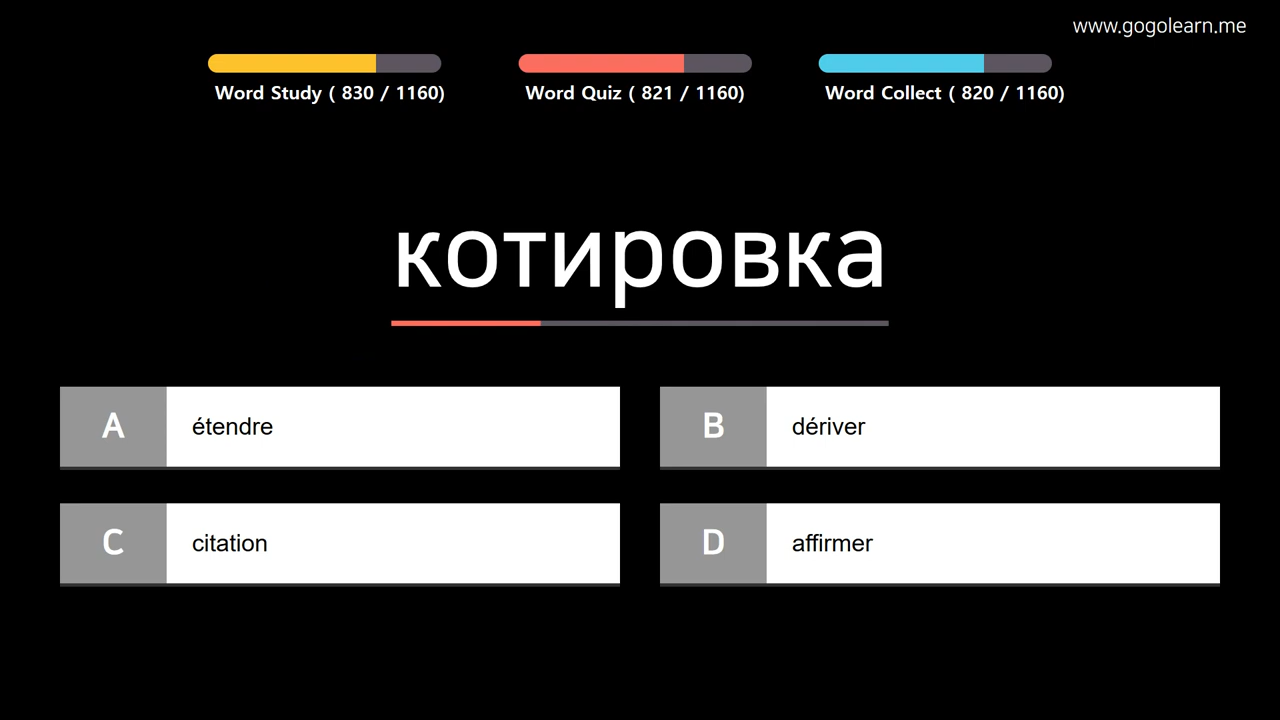 www.gogolearn.me
Word Study ( 830 / 1160)
Word Quiz ( 821 / 1160)
Word Collect ( 820 / 1160)
котировка
A étendre
B dériver
C citation
D affirmer